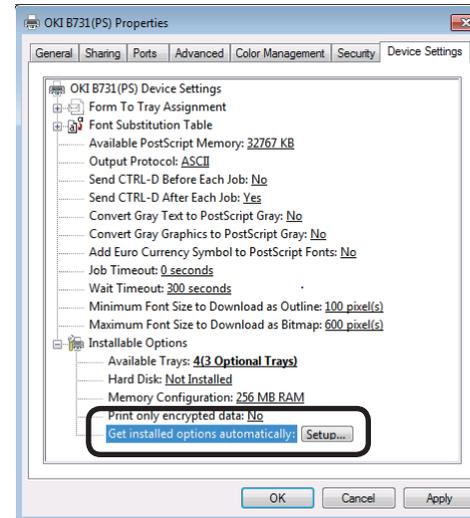 OKI B731(PS) Properties
General Sharing Ports Advanced Color Management Security Device Settings
OKI B731(PS) Device Settings
Form To Tray Assignment
Font Substitution Table
Available PostScript Memory: 32767 KB
Output Protocol: ASCII
Send CTRL-D Before Each Job: No
Send CTRL-D After Each Job: Yes
Convert Gray Text to PostScript Gray: No
Convert Gray Graphics to PostScript Gray: No
Add Euro Currency Symbol to PostScript Fonts: No
Job Timeout: 0 seconds
Wait Timeout: 300 seconds
Minimum Font Size to Download as Outline: 100 pixel(s)
Maximum Font Size to Download as Bitmap: 600 pixel(s)
Installable Options
Available Trays: 4(3 Optional Trays)
Hard Disk: Not Installed
Memory Configuration: 256 MB RAM
Print only encrypted data: No
Get installed options automatically: Setup...
OK Cancel Apply